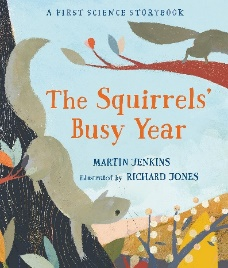 A FIRST SCIENCE STORYBOOK
The Squirrels'
Busy Year
MARTIN JENKINS
illustrated by RICHARD JONES